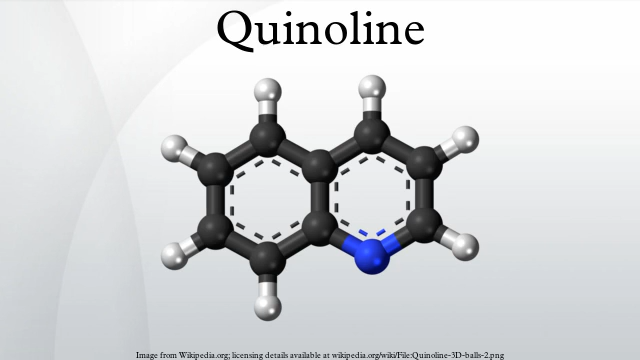 Quinoline
Image from Wikipedia.org; licensing details available at wikipedia.org/wiki/File:Quinoline-3D-balls-2.png